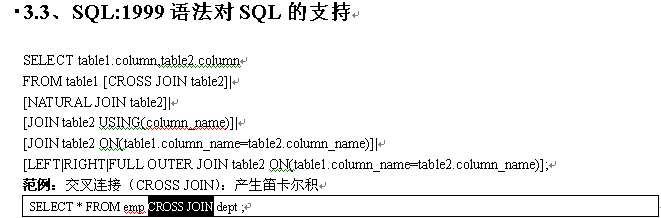 3.3、SQL:1999 语法对 SQL 的支持
SELECT table1.column,table2.column
FROM table1 [CROSS JOIN table2]|
[NATURAL JOIN table2]|
[JOIN table2 USING(column_name)]|
[JOIN table2 ON(table1.column_name=table2.column_name)]|
[LEFT|RIGHT|FULL OUTER JOIN table2 ON(table1.column_name=table2.column_name)];
范例：交叉连接（CROSS JOIN）：产生笛卡尔积
SELECT * FROM emp CROSS JOIN dept ;